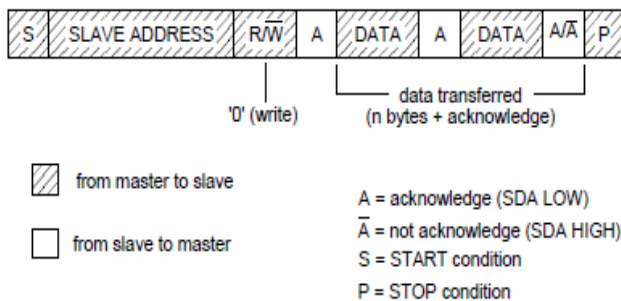 S SLAVE ADDRESS R/W̅ A DATA A DATA A/A̅ P
'0' (write)
data transferred
(n bytes + acknowledge)
from master to slave
from slave to master
A = acknowledge (SDA LOW)
A̅ = not acknowledge (SDA HIGH)
S = START condition
P = STOP condition